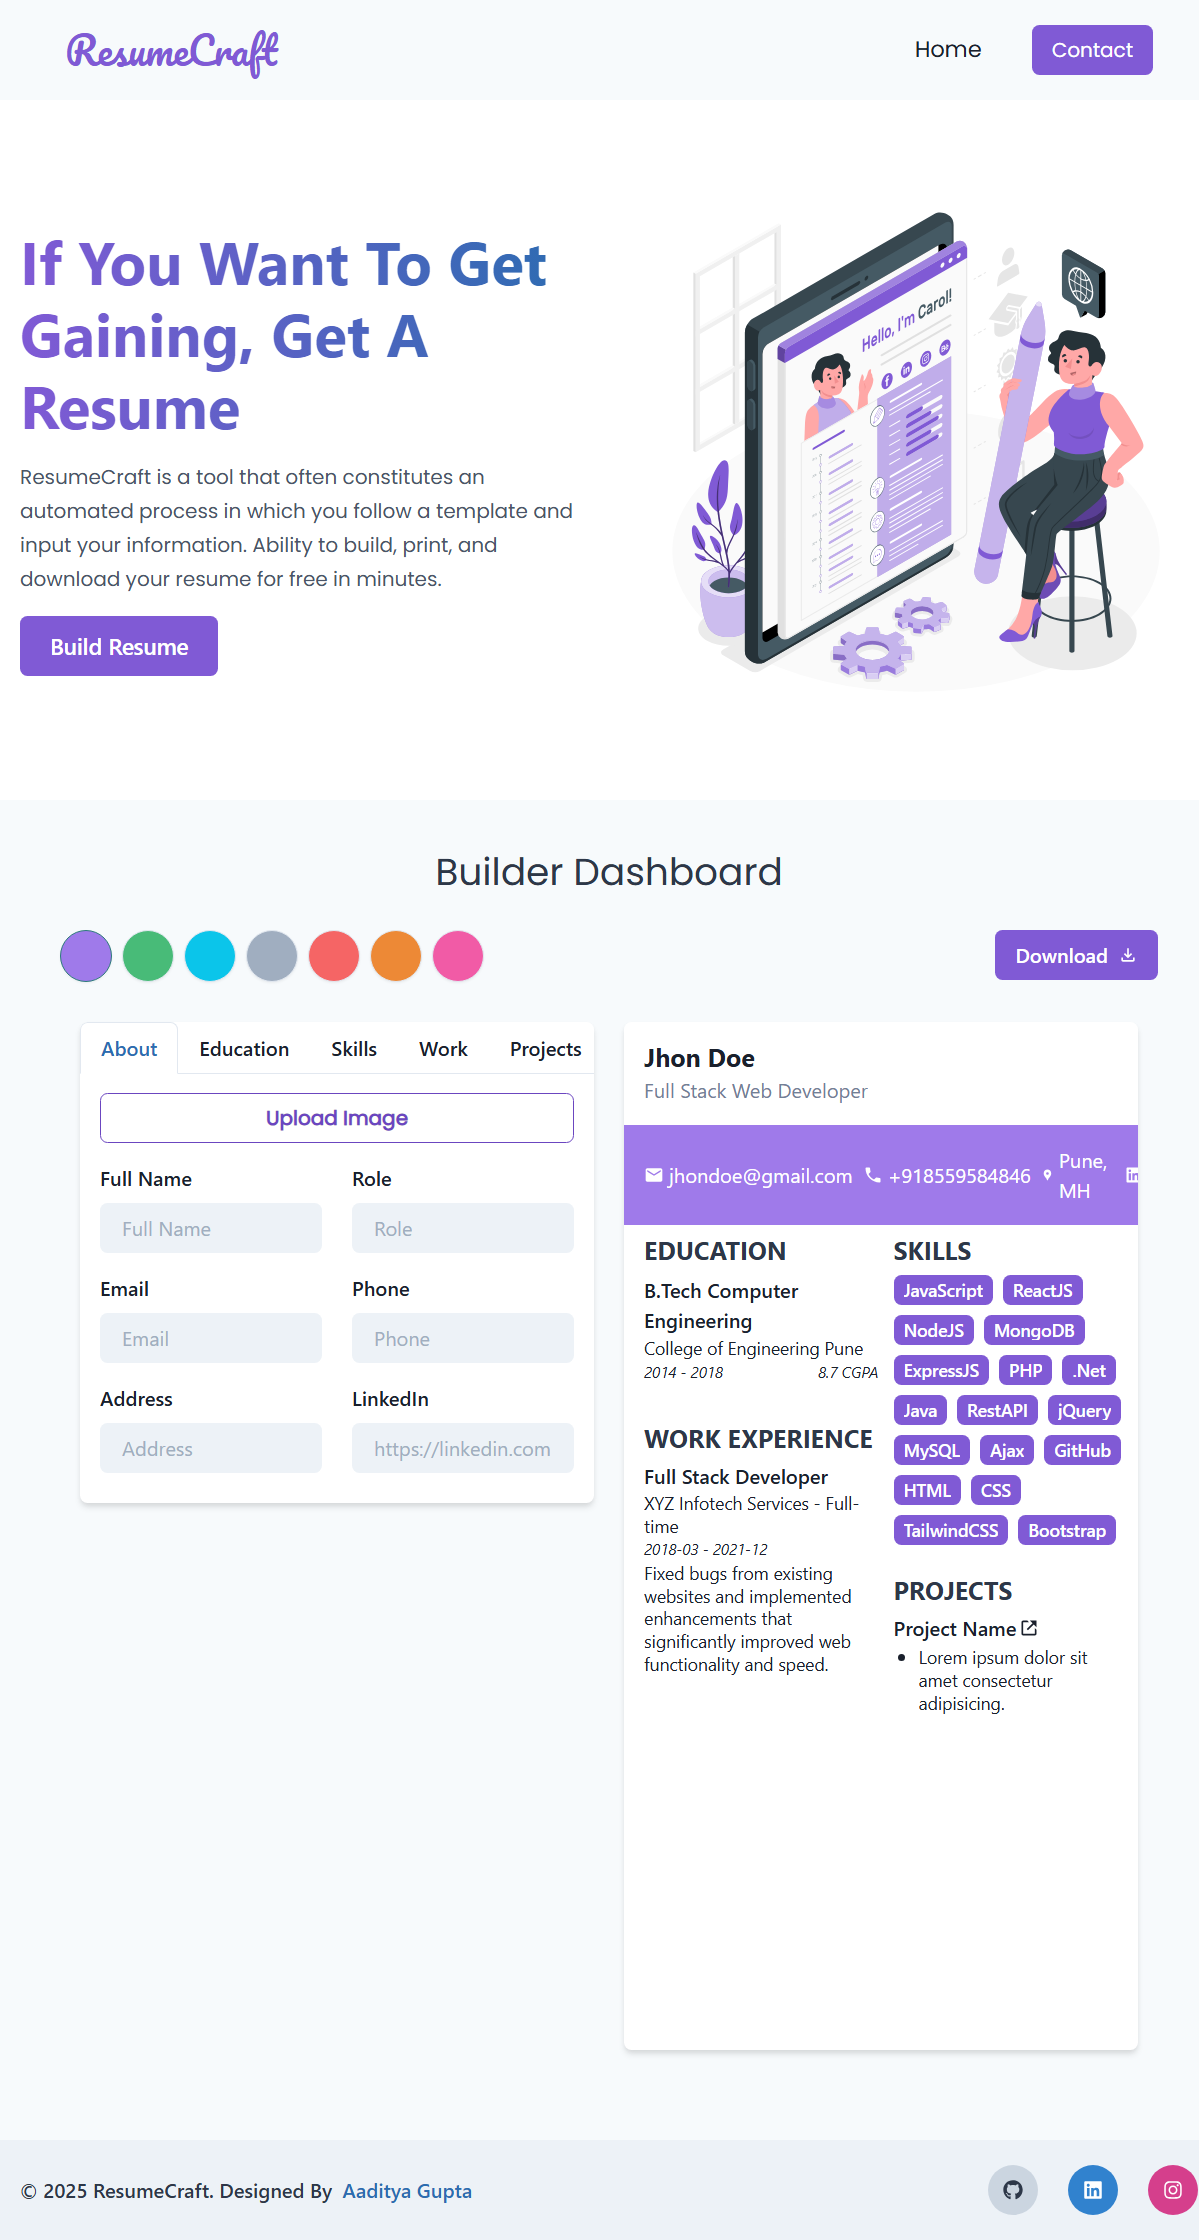 ResumeCraft
Home
Contact
If You Want To Get
Gaining, Get A
Resume
ResumeCraft is a tool that often constitutes an
automated process in which you follow a template and
input your information. Ability to build, print, and
download your resume for free in minutes.
Build Resume
Hello, I'm Carol!
Builder Dashboard
Download
About
Education
Skills
Work
Projects
Upload Image
Full Name
Role
Full Name
Role
Email
Phone
Email
Phone
Address
LinkedIn
Address
https://linkedin.com
Jhon Doe
Full Stack Web Developer
jhondoe@gmail.com
+918559584846
Pune,
MH
EDUCATION
B.Tech Computer
Engineering
College of Engineering Pune
2014 - 2018
8.7 CGPA
WORK EXPERIENCE
Full Stack Developer
XYZ Infotech Services - Full-
time
2018-03 - 2021-12
Fixed bugs from existing
websites and implemented
enhancements that
significantly improved web
functionality and speed.
SKILLS
JavaScript ReactJS
NodeJS MongoDB
ExpressJS PHP .Net
Java RestAPI jQuery
MySQL Ajax GitHub
HTML CSS
TailwindCSS Bootstrap
PROJECTS
Project Name
Lorem ipsum dolor sit
amet consectetur
adipisicing.
© 2025 ResumeCraft. Designed By Aaditya Gupta